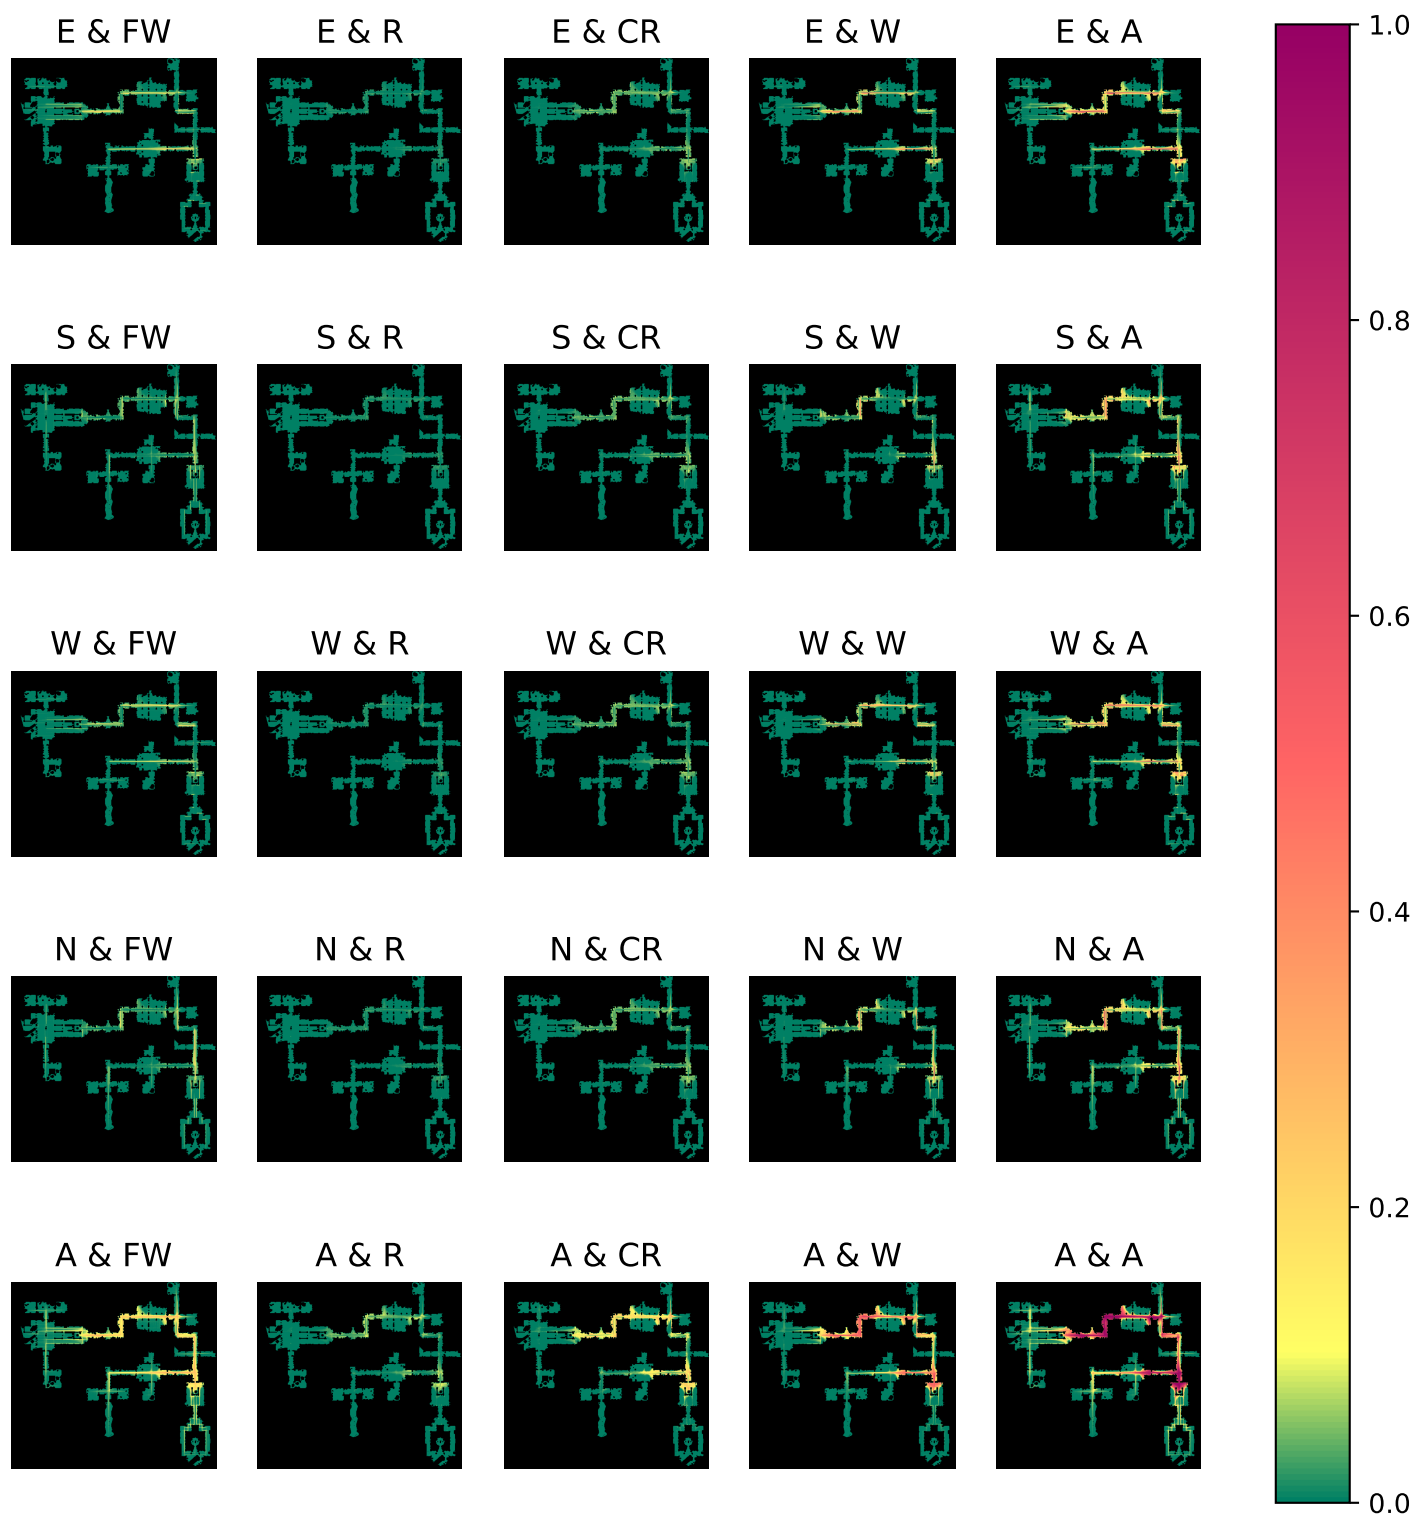 E & FW
E & R
E & CR
E & W
E & A
S & FW
S & R
S & CR
S & W
S & A
W & FW
W & R
W & CR
W & W
W & A
N & FW
N & R
N & CR
N & W
N & A
A & FW
A & R
A & CR
A & W
A & A
1.0
0.8
0.6
0.4
0.2
0.0